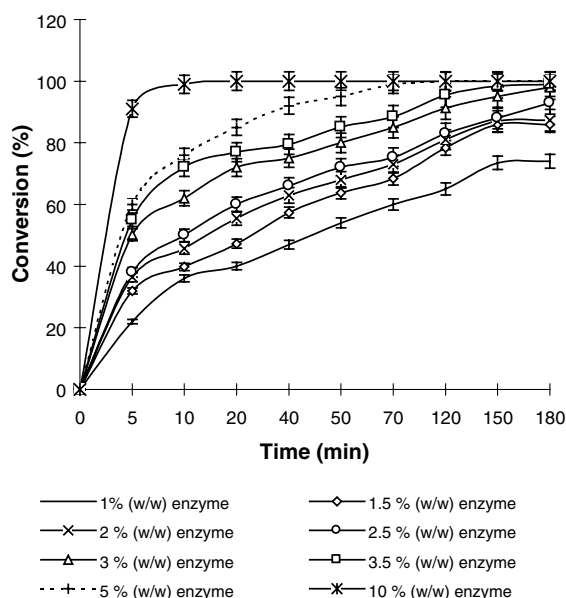 120
100
80
60
40
20
0
Conversion (%)
0 5 10 20 40 50 70 120 150 180
Time (min)
1% (w/w) enzyme 1.5 % (w/w) enzyme
2 % (w/w) enzyme 2.5 % (w/w) enzyme
3 % (w/w) enzyme 3.5 % (w/w) enzyme
5 % (w/w) enzyme 10 % (w/w) enzyme